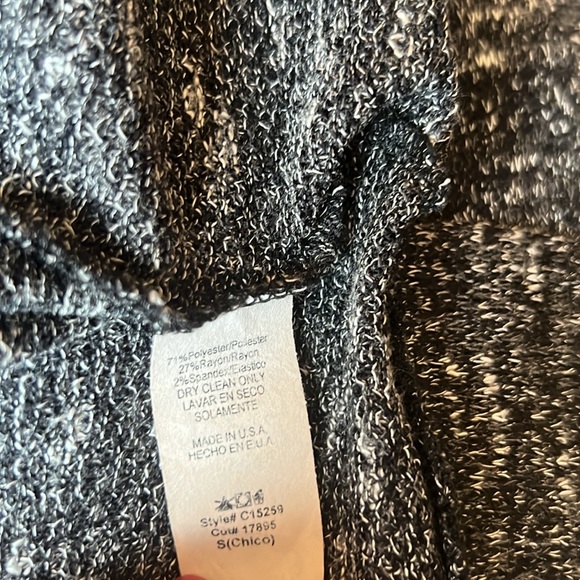 71%Polyester/Poliester
27%Rayon/Rayon
2%Spandex/Elastico
DRY CLEAN ONLY
LAVAR EN SECO
SOLAMENTE
MADE IN U.S.A
HECHO EN E.U.A
Style# C15259
Cut# 17895
S(Chico)